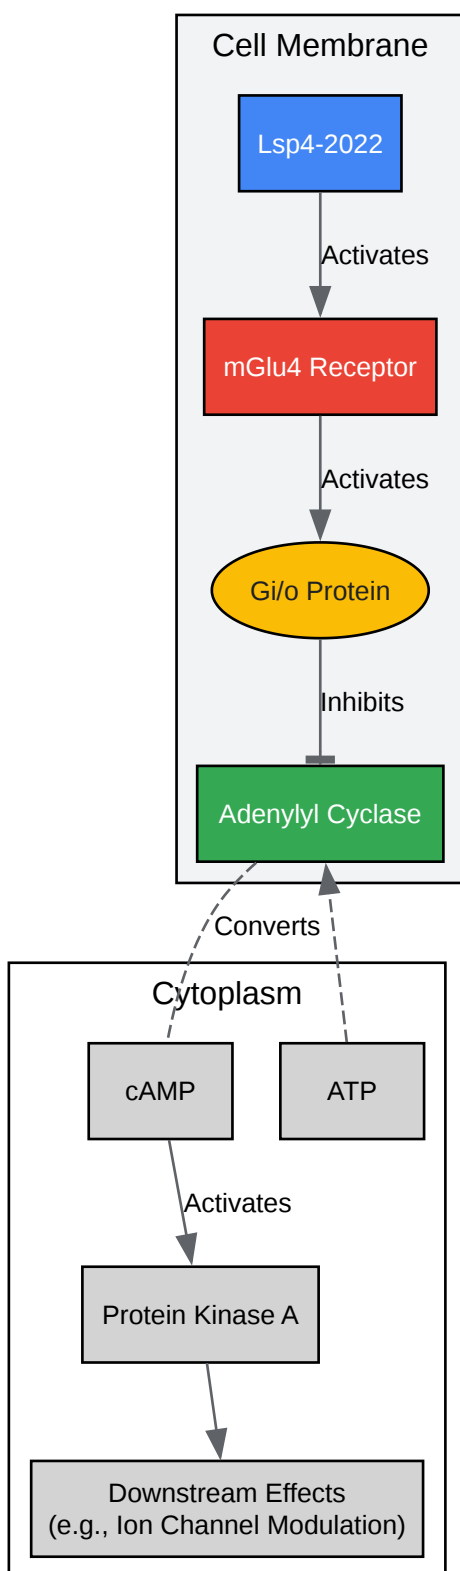 Cell Membrane
Lsp4-2022
Activates
mGlu4 Receptor
Activates
Gi/o Protein
Inhibits
Adenylyl Cyclase
Converts
Cytoplasm
cAMP
ATP
Activates
Protein Kinase A
Downstream Effects
(e.g., Ion Channel Modulation)